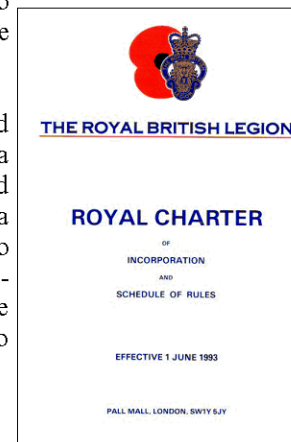 THE ROYAL BRITISH LEGION
ROYAL CHARTER
OF
INCORPORATION
AND
SCHEDULE OF RULES
EFFECTIVE 1 JUNE 1993
PALL MALL, LONDON, SW1Y 5JY